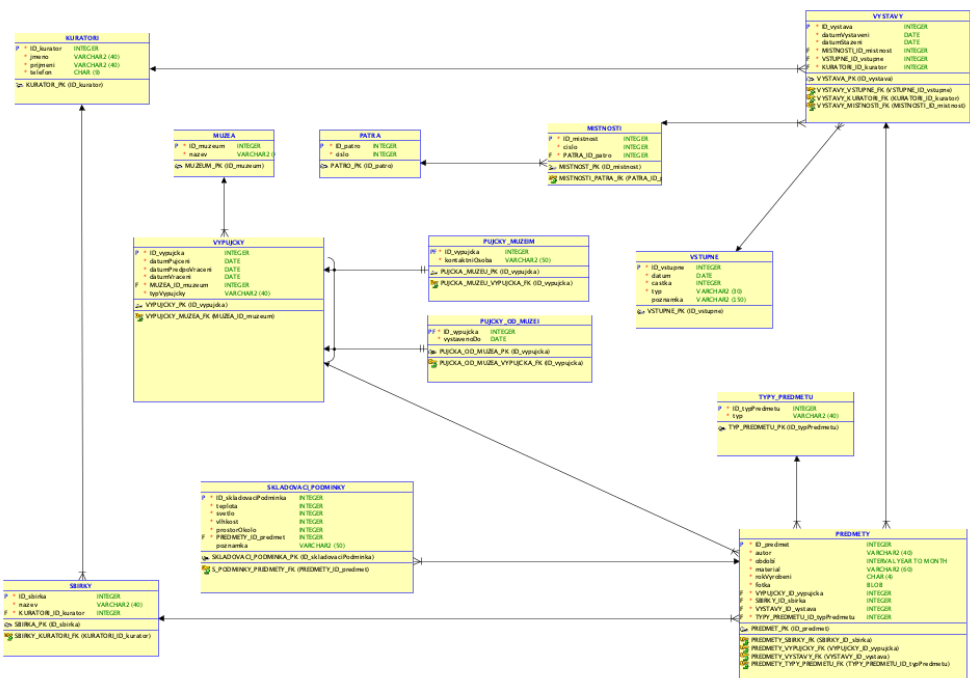 KURATORI
P * ID_kurator INTEGER
* jmeno VARCHAR2 (40)
* prijmeni VARCHAR2 (40)
* telefon CHAR (9)
KURATOR_PK (ID_kurator)
VYSTAVY
P * ID_vystava INTEGER
* datumVystaveni DATE
* datumStazeni DATE
F * MISTNOSTI_ID_mistnost INTEGER
F * VSTUPNE_ID_vstupne INTEGER
F * KURATORI_ID_kurator INTEGER
VYSTAVA_PK (ID_vystava)
VYSTAVY_VSTUPNE_FK (VSTUPNE_ID_vstupne)
VYSTAVY_KURATORI_FK (KURATORI_ID_kurator)
VYSTAVY_MISTNOSTI_FK (MISTNOSTI_ID_mistnost)
MUZEA
P * ID_muzeum INTEGER
* nazev VARCHAR2 (
MUZEUM_PK (ID_muzeum)
PATRA
P * ID_patro INTEGER
* cislo INTEGER
PATRO_PK (ID_patro)
MISTNOSTI
P * ID_mistnost INTEGER
* cislo INTEGER
F * PATRA_ID_patro INTEGER
MISTNOST_PK (ID_mistnost)
MISTNOSTI_PATRA_FK (PATRA_ID_
VYPUJCKY
P * ID_vypujcka INTEGER
* datumPujceni DATE
* datumPredpoVraceni DATE
* datumVraceni DATE
F * MUZEA_ID_muzeum INTEGER
* typVypujcky VARCHAR2 (40)
VYPUJCKY_PK (ID_vypujcka)
VYPUJCKY_MUZEA_FK (MUZEA_ID_muzeum)
PUJCKY_MUZEIM
PF * ID_vypujcka INTEGER
* kontaktniOsoba VARCHAR2 (50)
PUJCKA_MUZEU_PK (ID_vypujcka)
PUJCKA_MUZEU_VYPUJCKA_FK (ID_vypujcka)
VSTUPNE
P * ID_vstupne INTEGER
* datum DATE
* castka INTEGER
* typ VARCHAR2 (30)
poznamka VARCHAR2 (150)
VSTUPNE_PK (ID_vstupne)
PUJCKY_OD_MUZEI
PF * ID_vypujcka INTEGER
* vystavenoDo DATE
PUJCKA_OD_MUZEA_PK (ID_vypujcka)
PUJCKA_OD_MUZEA_VYPUJCKA_FK (ID_vypujcka)
TYPY_PREDMETU
P * ID_typPredmetu INTEGER
* typ VARCHAR2 (40)
TYP_PREDMETU_PK (ID_typPredmetu)
SKLADOVACI_PODMINKY
P * ID_skladovaciPodminka INTEGER
* teplota INTEGER
* svetlo INTEGER
* vlhkost INTEGER
* prostorOkolo INTEGER
F * PREDMETY_ID_predmet INTEGER
poznamka VARCHAR2 (50)
SKLADOVACI_PODMINKA_PK (ID_skladovaciPodminka)
S_PODMINKY_PREDMETY_FK (PREDMETY_ID_predmet)
PREDMETY
P * ID_predmet INTEGER
* autor VARCHAR2 (40)
* období INTERVAL YEAR TO MONTH
* material VARCHAR2 (60)
* rokVyrobeni CHAR (4)
* fotka BLOB
F * VYPUJCKY_ID_vypujcka INTEGER
F * SBIRKY_ID_sbirka INTEGER
F * VYSTAVY_ID_vystava INTEGER
F * TYPY_PREDMETU_ID_typPredmetu INTEGER
PREDMET_PK (ID_predmet)
PREDMETY_SBIRKY_FK (SBIRKY_ID_sbirka)
PREDMETY_VYPUJCKY_FK (VYPUJCKY_ID_vypujcka)
PREDMETY_VYSTAVY_FK (VYSTAVY_ID_vystava)
PREDMETY_TYPY_PREDMETU_FK (TYPY_PREDMETU_ID_typPredmetu)
SBIRKY
P * ID_sbirka INTEGER
* nazev VARCHAR2 (40)
F * KURATORI_ID_kurator INTEGER
SBIRKA_PK (ID_sbirka)
SBIRKY_KURATORI_FK (KURATORI_ID_kurator)